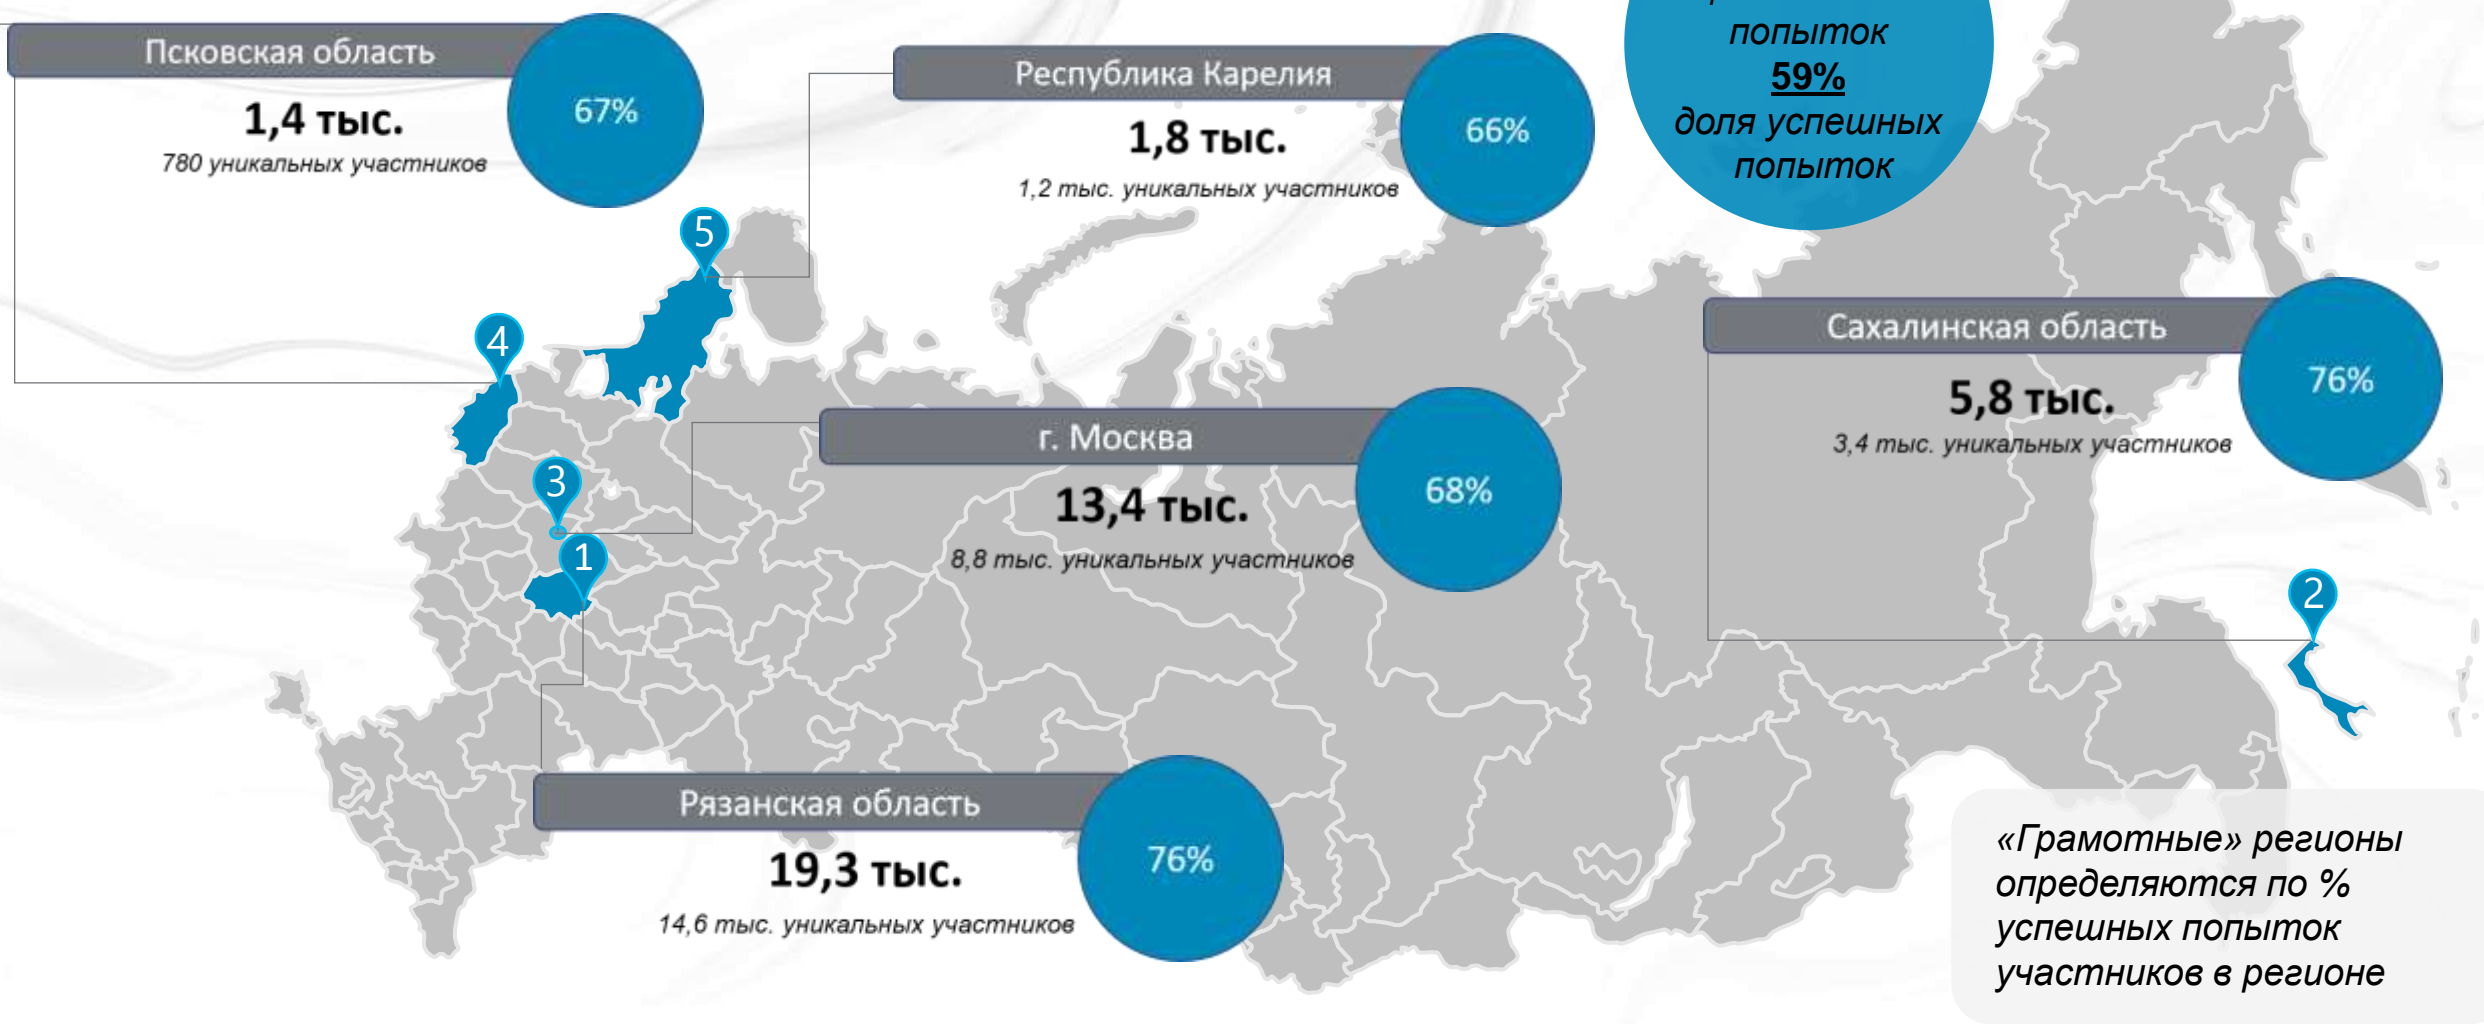 Псковская область
67%
1,4 тыс.
780 уникальных участников
Республика Карелия
66%
1,8 тыс.
1,2 тыс. уникальных участников
попыток
59%
доля успешных
попыток
5
4
Сахалинская область
76%
5,8 тыс.
3,4 тыс. уникальных участников
г. Москва
68%
13,4 тыс.
8,8 тыс. уникальных участников
3
1
2
Рязанская область
76%
19,3 тыс.
14,6 тыс. уникальных участников
«Грамотные» регионы
определяются по %
успешных попыток
участников в регионе